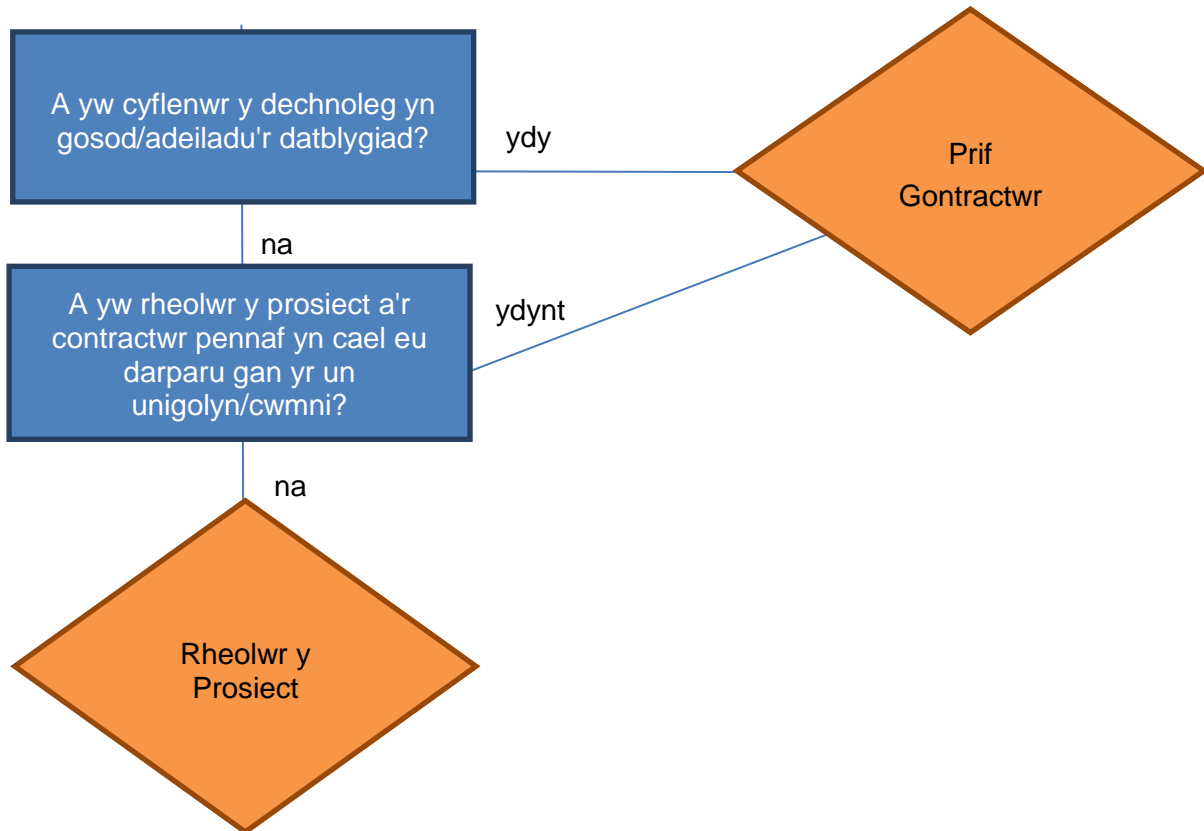 A yw cyflenwr y dechnoleg yn
gosod/adeiladu'r datblygiad?
ydy
Prif
Gontractwr
na
A yw rheolwr y prosiect a'r
contractwr pennaf yn cael eu
darparu gan yr un
unigolyn/cwmni?
ydynt
na
Rheolwr y
Prosiect